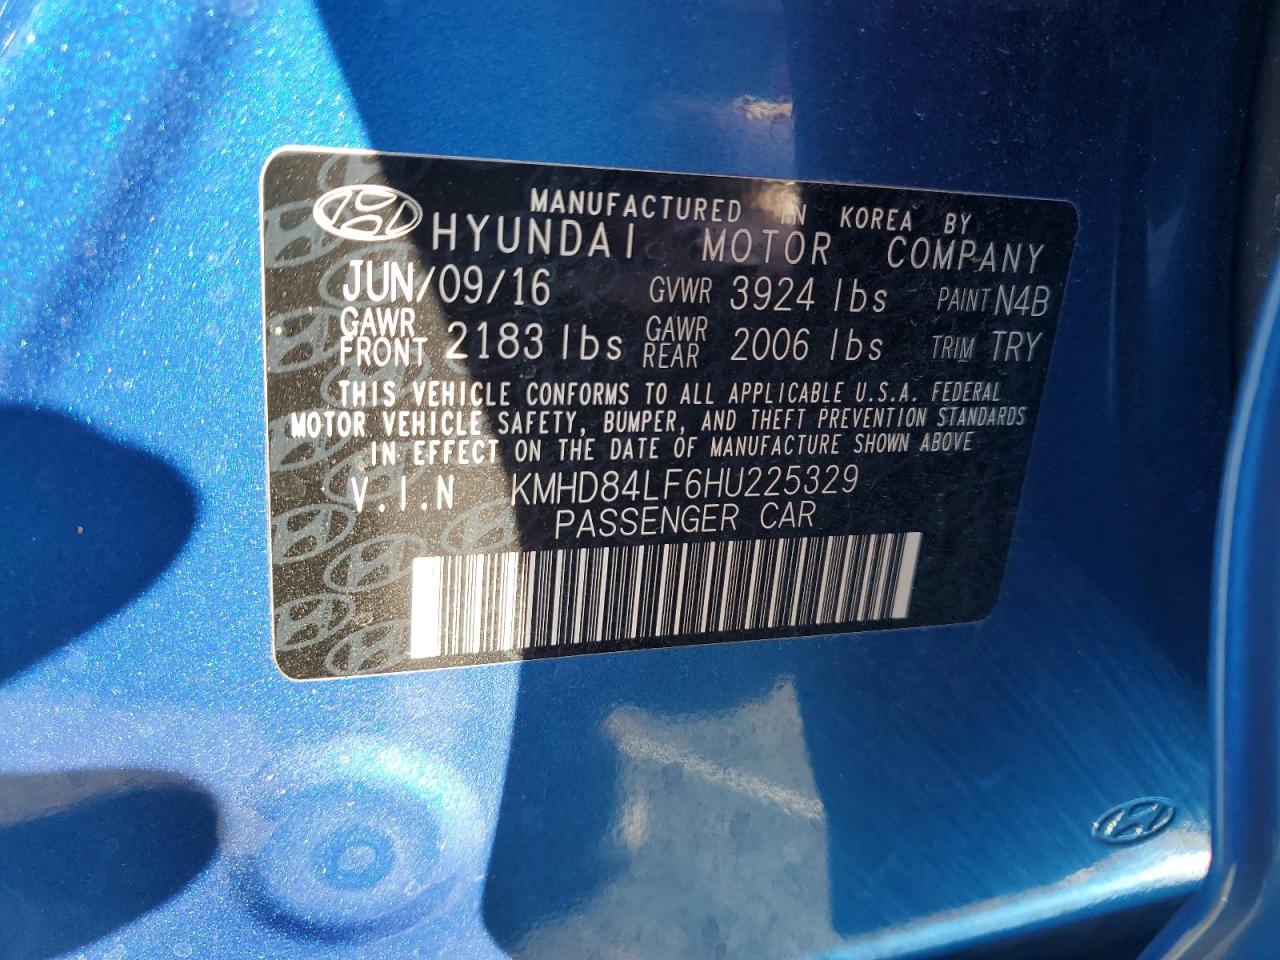 MANUFACTURED IN KOREA BY
HYUNDAI MOTOR COMPANY
JUN/09/16 GVWR 3924 lbs PAINT N4B
GAWR FRONT 2183 lbs GAWR REAR 2006 lbs TRIM TRY
THIS VEHICLE CONFORMS TO ALL APPLICABLE U.S.A. FEDERAL
MOTOR VEHICLE SAFETY, BUMPER, AND THEFT PREVENTION STANDARDS
IN EFFECT ON THE DATE OF MANUFACTURE SHOWN ABOVE
V.I.N KMHD84LF6HU225329
PASSENGER CAR